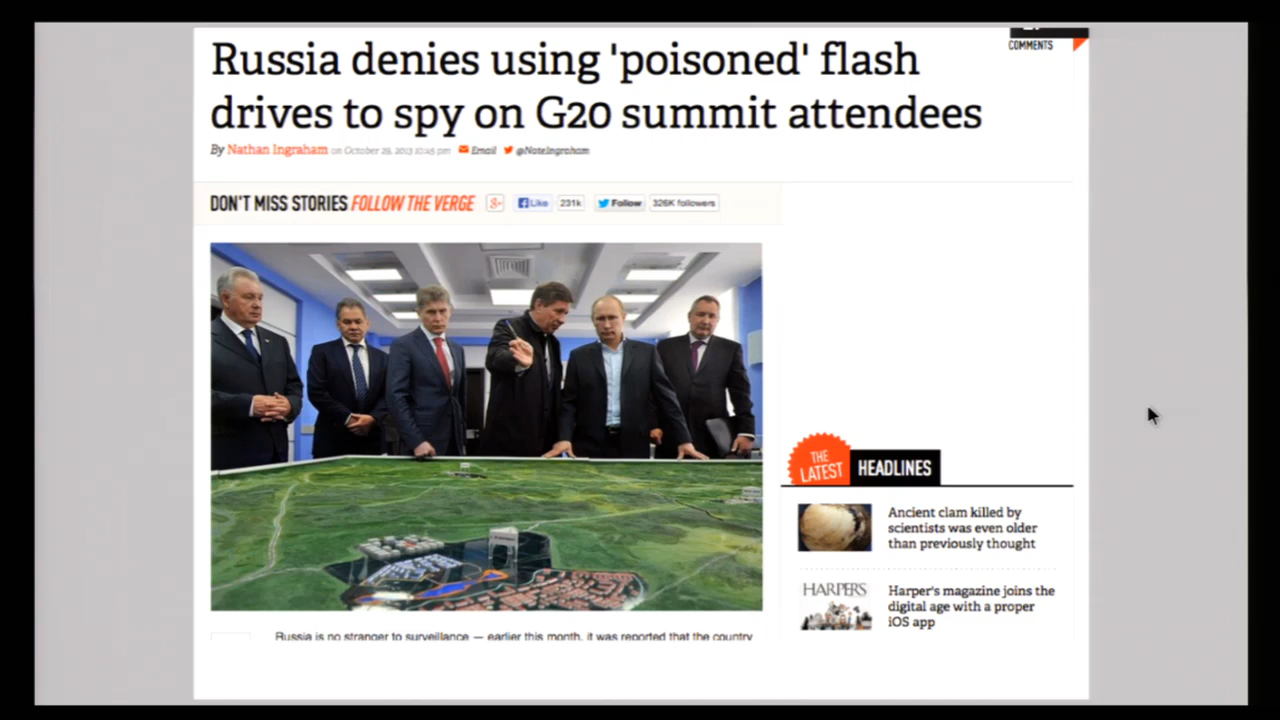 Russia denies using 'poisoned' flash
drives to spy on G20 summit attendees
COMMENTS
By Nathan Ingraham on October 29, 2013 10:45 pm Email @NateIngraham
DON'T MISS STORIES FOLLOW THE VERGE
Like 231k Follow 326K followers
THE LATEST HEADLINES
Ancient clam killed by
scientists was even older
than previously thought
HARPERS
Harper's magazine joins the
digital age with a proper
iOS app
Russia is no stranger to surveillance — earlier this month, it was reported that the country